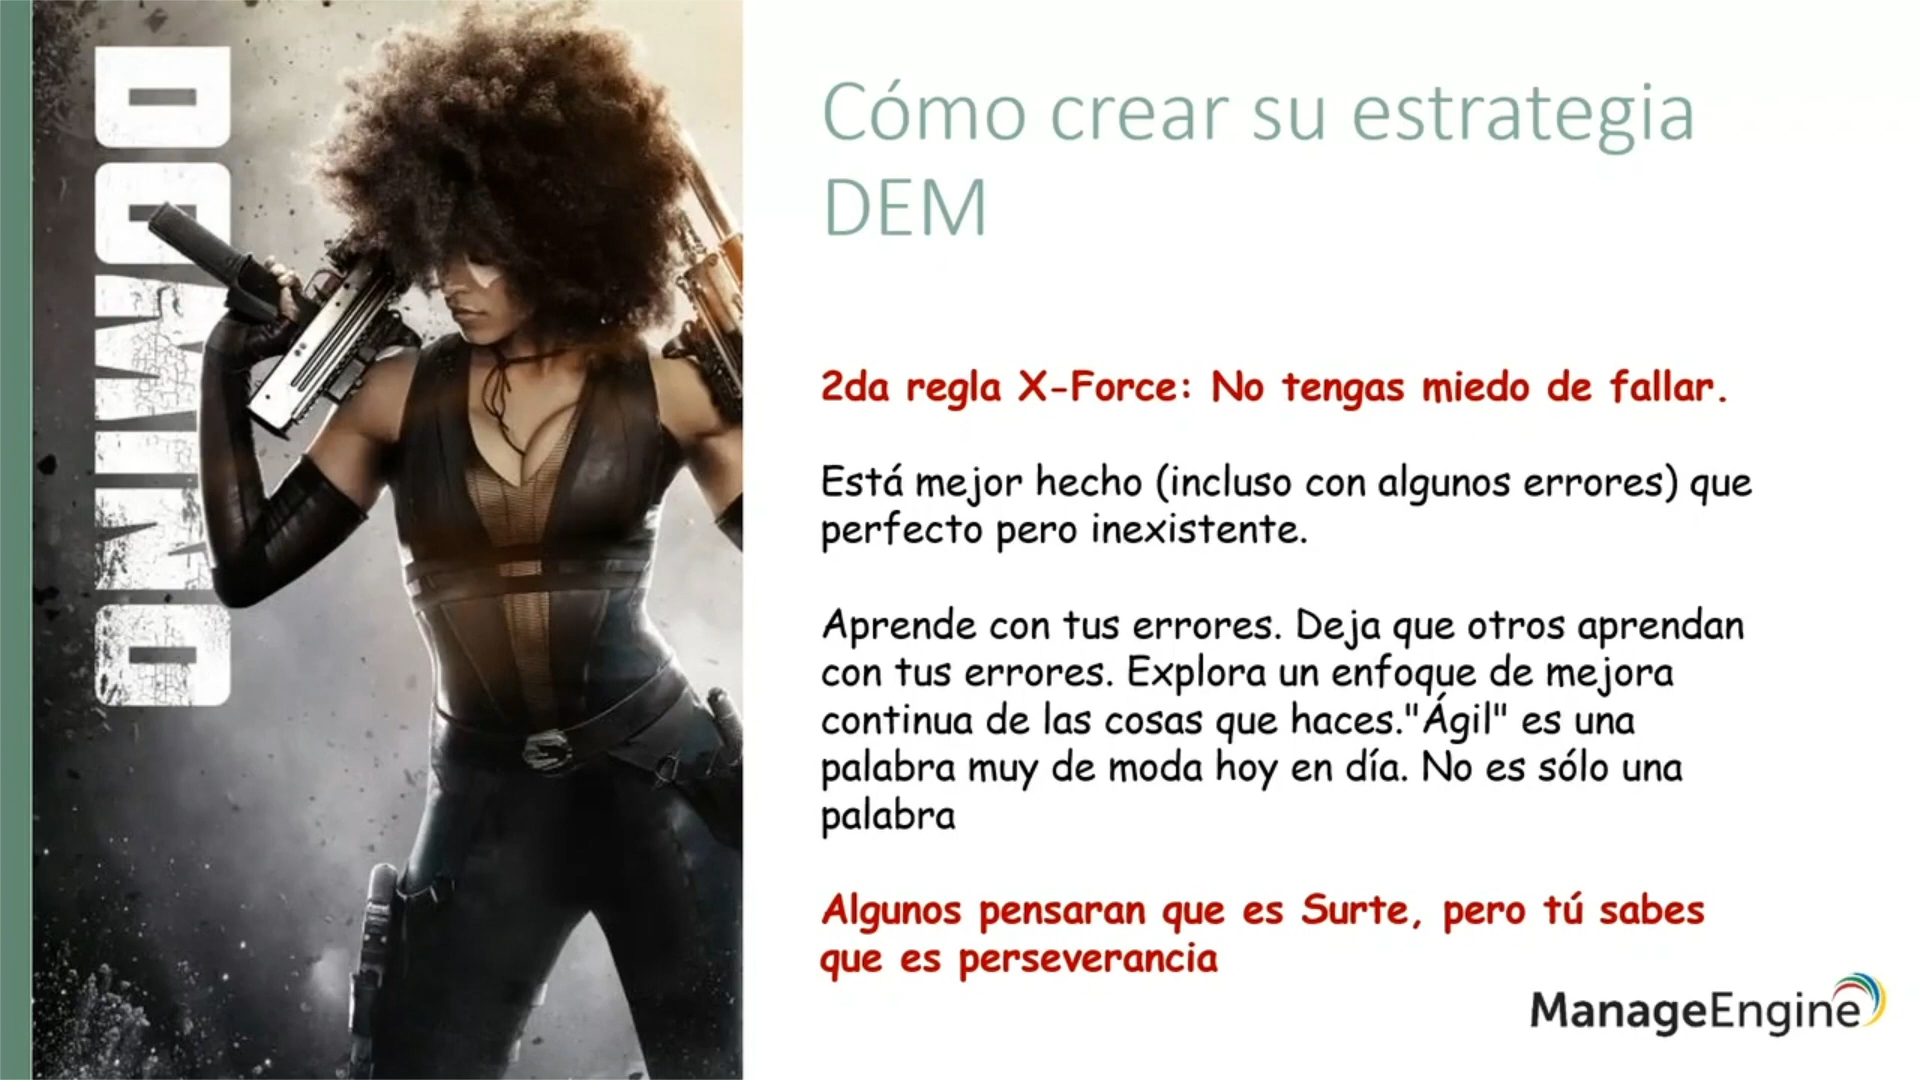 DOMINO
Cómo crear su estrategia
DEM
2da regla X-Force: No tengas miedo de fallar.
Está mejor hecho (incluso con algunos errores) que
perfecto pero inexistente.
Aprende con tus errores. Deja que otros aprendan
con tus errores. Explora un enfoque de mejora
continua de las cosas que haces."Ágil" es una
palabra muy de moda hoy en día. No es sólo una
palabra
Algunos pensaran que es Surte, pero tú sabes
que es perseverancia
ManageEngine